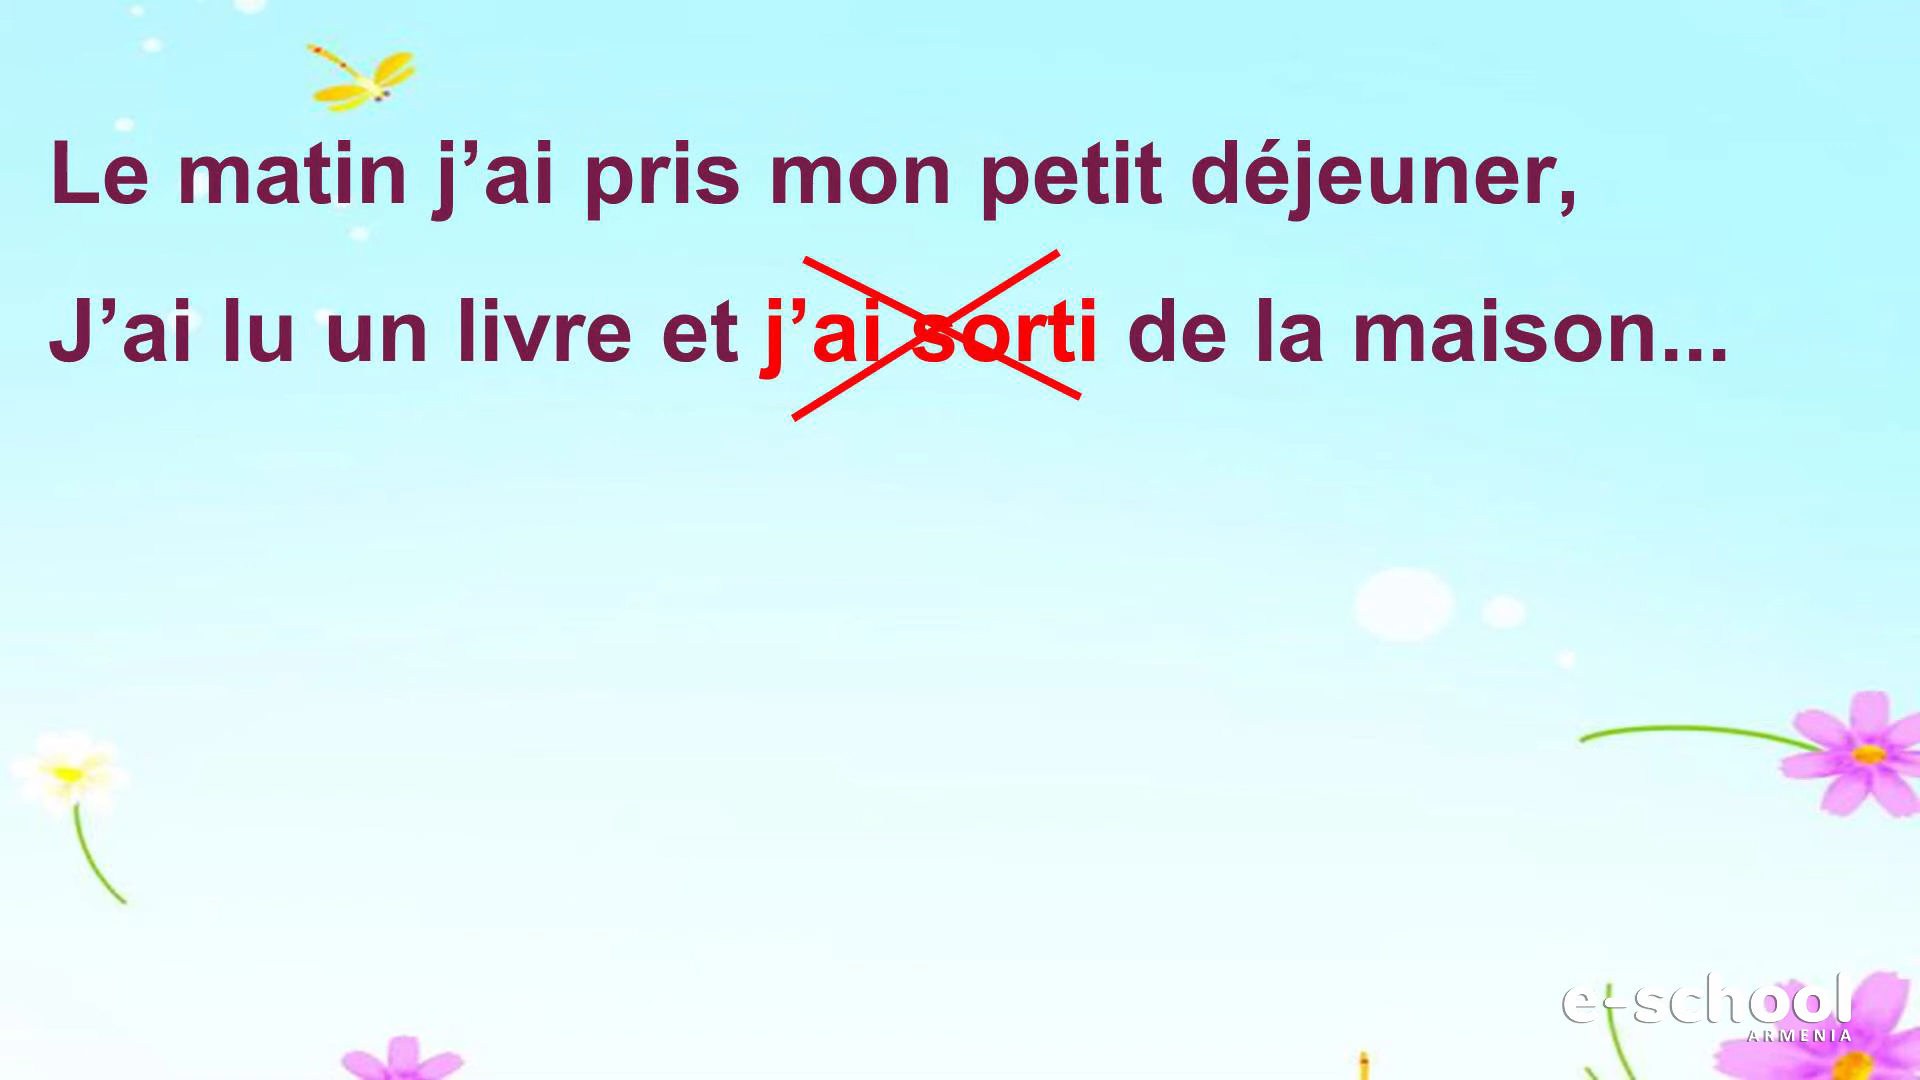 Le matin j’ai pris mon petit déjeuner,
J’ai lu un livre et j’ai sorti de la maison...
e-school
ARMENIA